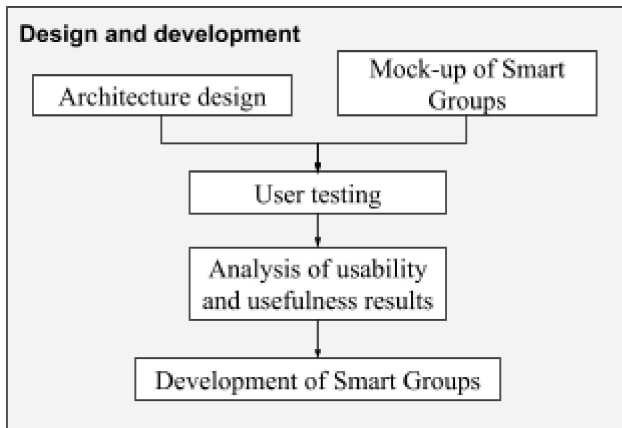 Design and development
Architecture design
Mock-up of Smart
Groups
User testing
Analysis of usability
and usefulness results
Development of Smart Groups